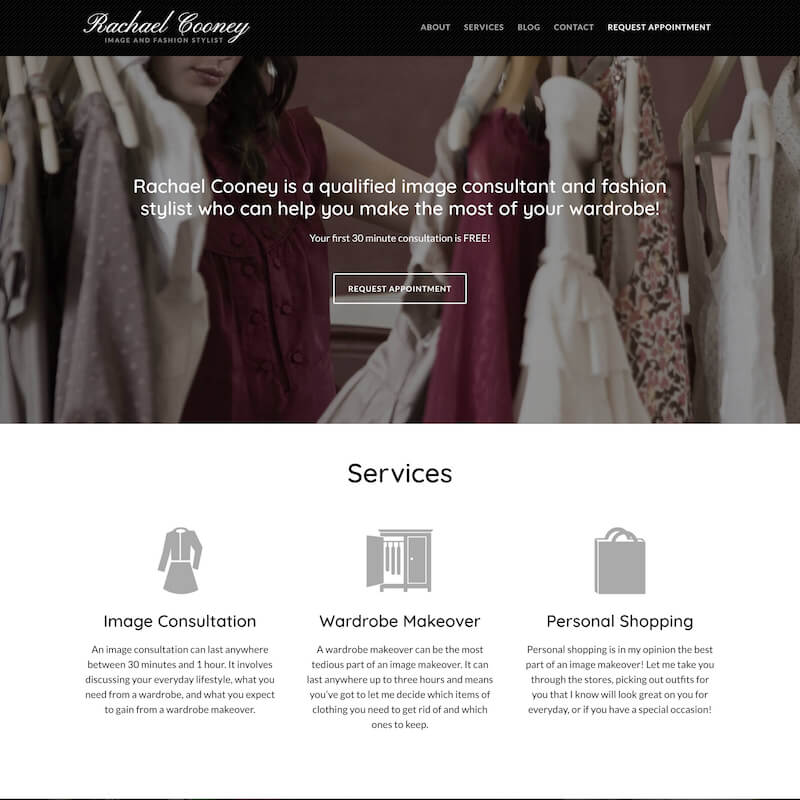 Rachael Cooney
IMAGE AND FASHION STYLIST
ABOUT SERVICES BLOG CONTACT REQUEST APPOINTMENT
Rachael Cooney is a qualified image consultant and fashion
stylist who can help you make the most of your wardrobe!
Your first 30 minute consultation is FREE!
REQUEST APPOINTMENT
Services
Image Consultation
An image consultation can last anywhere
between 30 minutes and 1 hour. It involves
discussing your everyday lifestyle, what you
need from a wardrobe, and what you expect
to gain from a wardrobe makeover.
Wardrobe Makeover
A wardrobe makeover can be the most
tedious part of an image makeover. It can
last anywhere up to three hours and means
you've got to let me decide which items of
clothing you need to get rid of and which
ones to keep.
Personal Shopping
Personal shopping is in my opinion the best
part of an image makeover! Let me take you
through the stores, picking out outfits for
you that I know will look great on you for
everyday, or if you have a special occasion!